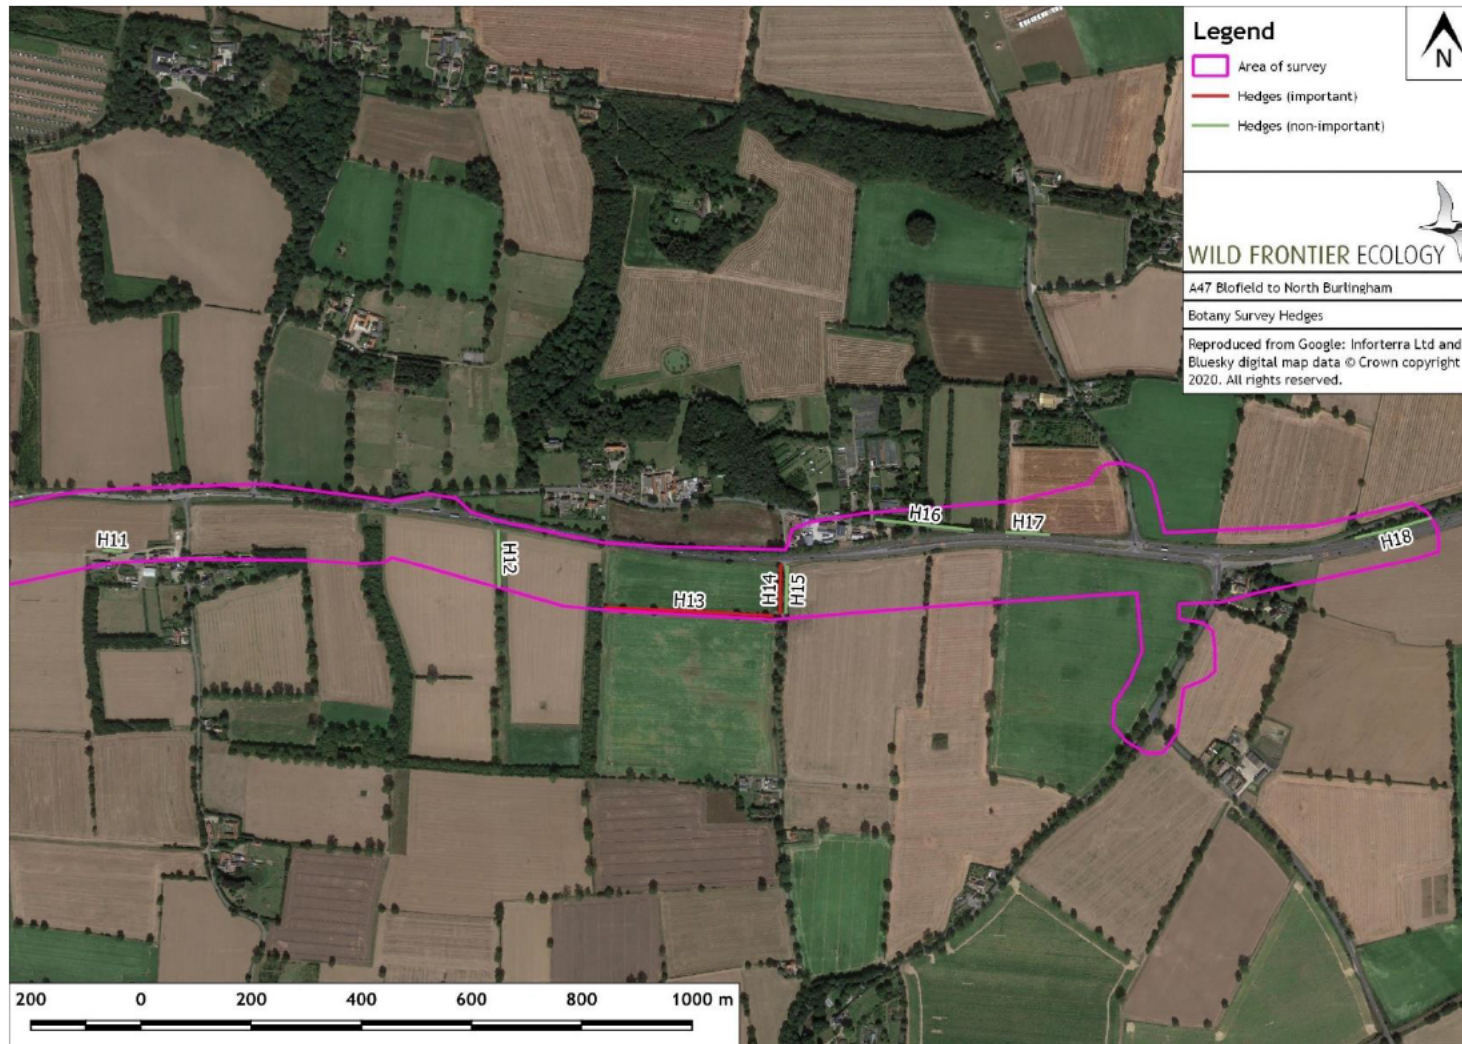 Legend
N
Area of survey
Hedges (important)
Hedges (non-important)
WILD FRONTIER ECOLOGY
A47 Blofield to North Burlingham
Botany Survey Hedges
Reproduced from Google: Inforterra Ltd and
Bluesky digital map data © Crown copyright
2020. All rights reserved.
H11
H12
H13
H14
H15
H16
H17
H18
200 0 200 400 600 800 1000 m